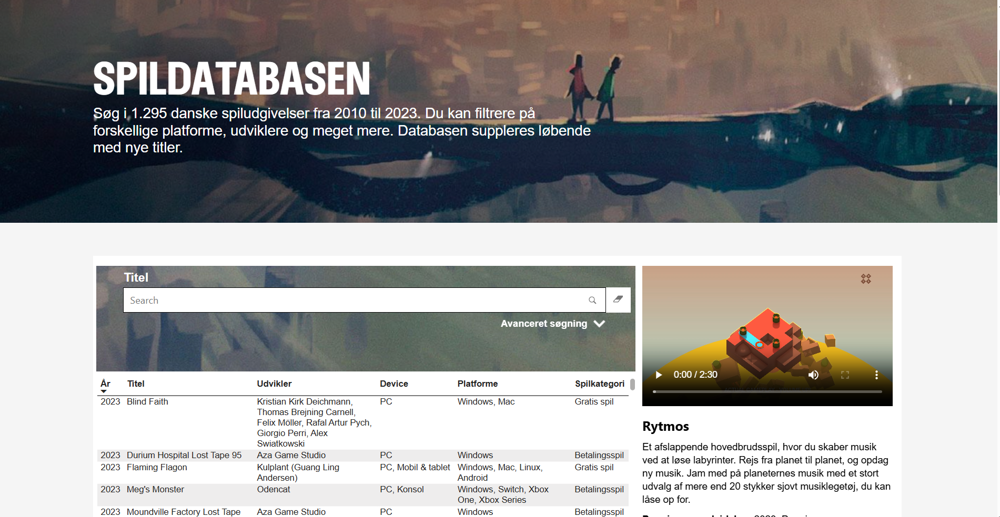 SPILDATABASEN
Søg i 1.295 danske spiludgivelser fra 2010 til 2023. Du kan filtrere på
forskellige platforme, udviklere og meget mere. Databasen suppleres løbende
med nye titler.
Titel
Search
Avanceret søgning
År Titel Udvikler Device Platforme Spilkategori
2023 Blind Faith Kristian Kirk Deichmann, PC Windows, Mac Gratis spil
Thomas Brejning Carnell,
Felix Möller, Rafal Artur Pych,
Giorgio Perri, Alex
Swiatkowski
2023 Durium Hospital Lost Tape 95 Aza Game Studio PC Windows Betalingsspil
2023 Flaming Flagon Kulplant (Guang Ling PC, Mobil & tablet Windows, Mac, Linux, Gratis spil
Andersen) Android
2023 Meg's Monster Odencat PC, Konsol Windows, Switch, Xbox Betalingsspil
One, Xbox Series
2023 Moundville Factory Lost Tape Aza Game Studio PC Windows Betalingsspil
0:00 / 2:30
Rytmos
Et afslappende hovedbrudsspil, hvor du skaber musik
ved at løse labyrinter. Rejs fra planet til planet, og opdag
ny musik. Jam med på planeternes musik med et stort
udvalg af mere end 20 stykker sjovt musiklegetøj, du kan
låse op for.